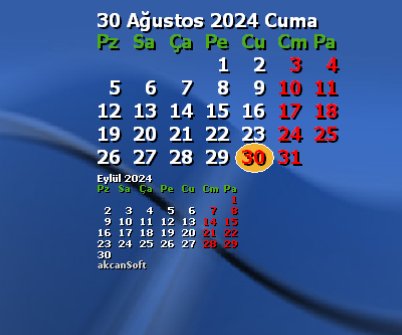 30 Ağustos 2024 Cuma
Pz Sa Ça Pe Cu Cm Pa
1 2 3 4
5 6 7 8 9 10 11
12 13 14 15 16 17 18
19 20 21 22 23 24 25
26 27 28 29 30 31
Eylül 2024
Pz Sa Ça Pe Cu Cm Pa
1
2 3 4 5 6 7 8
9 10 11 12 13 14 15
16 17 18 19 20 21 22
23 24 25 26 27 28 29
30
akcanSoft